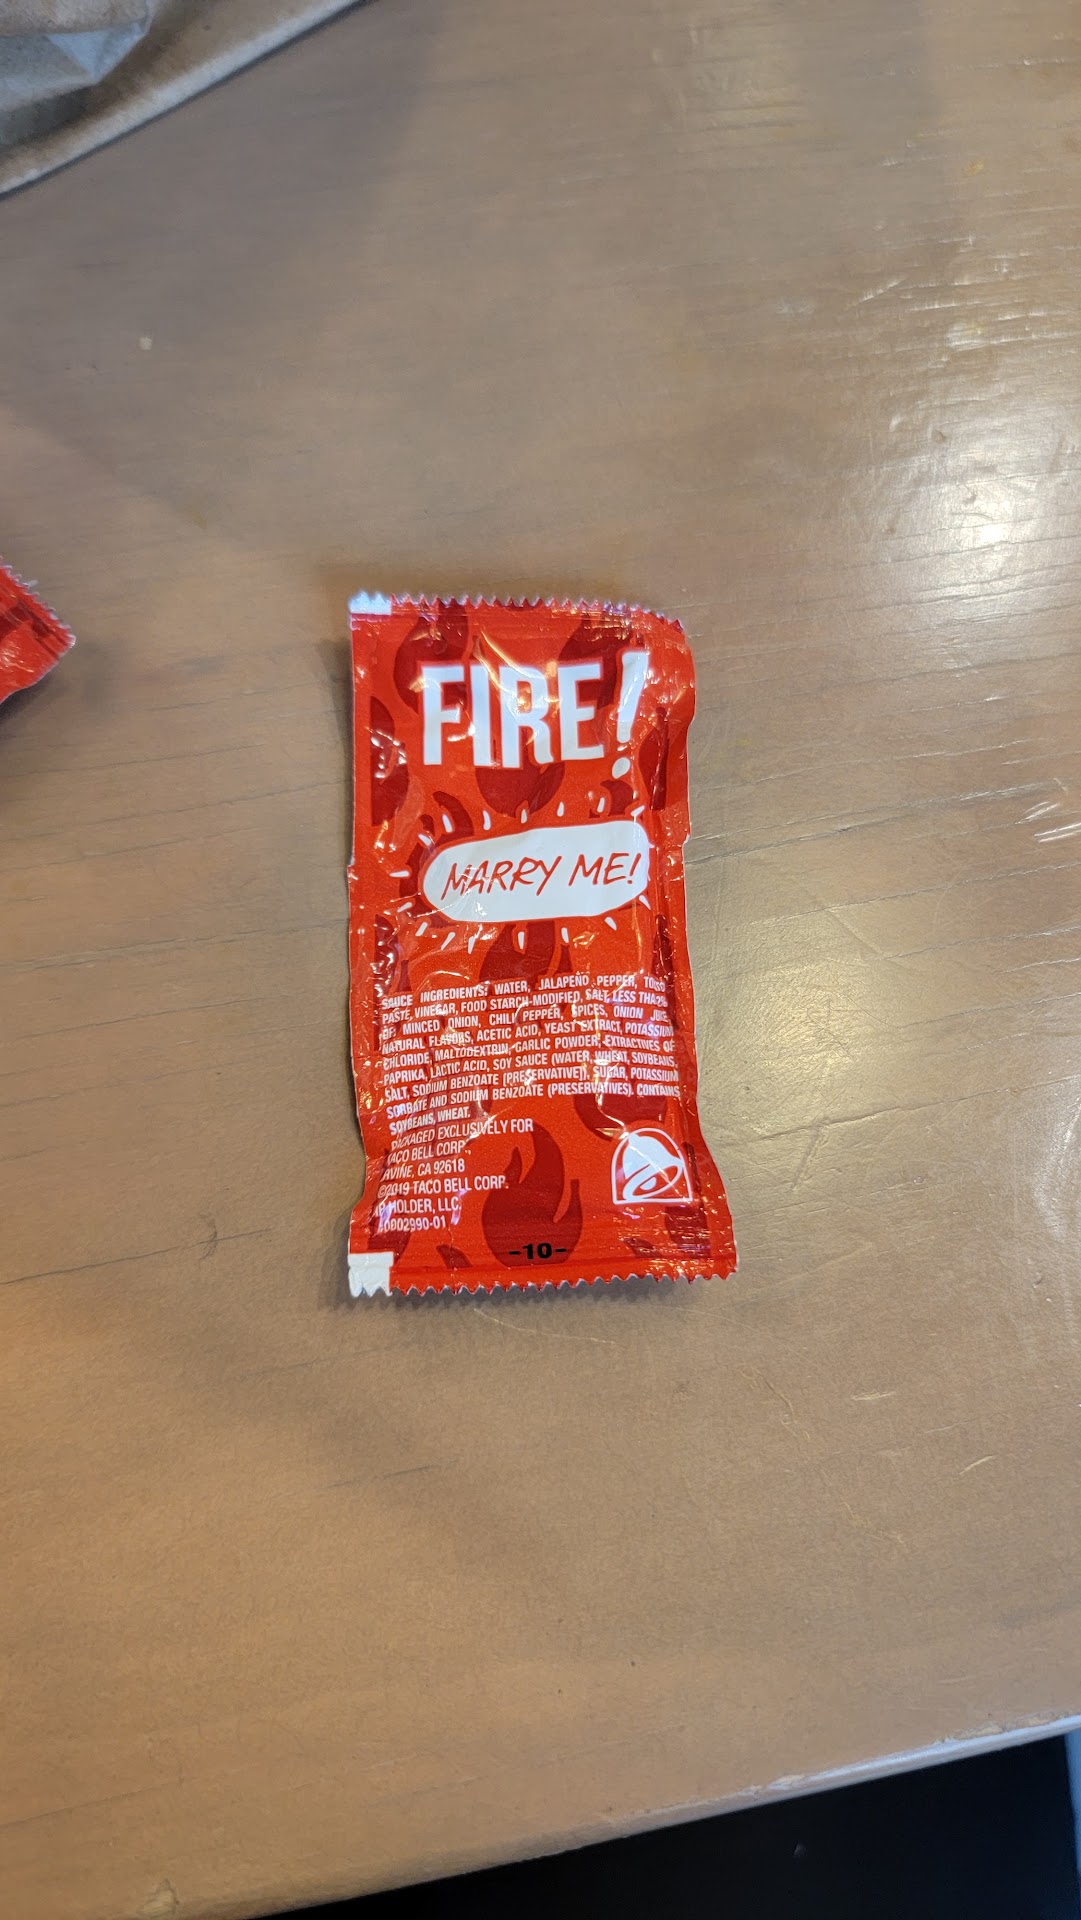 FIRE!
MARRY ME!
SAUCE INGREDIENTS: WATER, JALAPEÑO PEPPER,
PASTE, VINEGAR, FOOD STARCH-MODIFIED, SALT, LESS THAN
OF: MINCED ONION, CHILI PEPPER, SPICES, ONION JUICE,
NATURAL FLAVORS, ACETIC ACID, YEAST EXTRACT, POTASSIUM
CHLORIDE, MALTODEXTRIN, GARLIC POWDER, EXTRACTIVES OF
PAPRIKA, LACTIC ACID, SOY SAUCE (WATER, WHEAT, SOYBEANS,
SALT, SODIUM BENZOATE [PRESERVATIVE]), SUGAR, POTASSIUM
SORBATE AND SODIUM BENZOATE (PRESERVATIVES). CONTAINS
SOYBEANS, WHEAT.
PACKAGED EXCLUSIVELY FOR
TACO BELL CORP.,
IRVINE, CA 92618
©2019 TACO BELL CORP.
IP HOLDER, LLC.
40002990-01
-10-